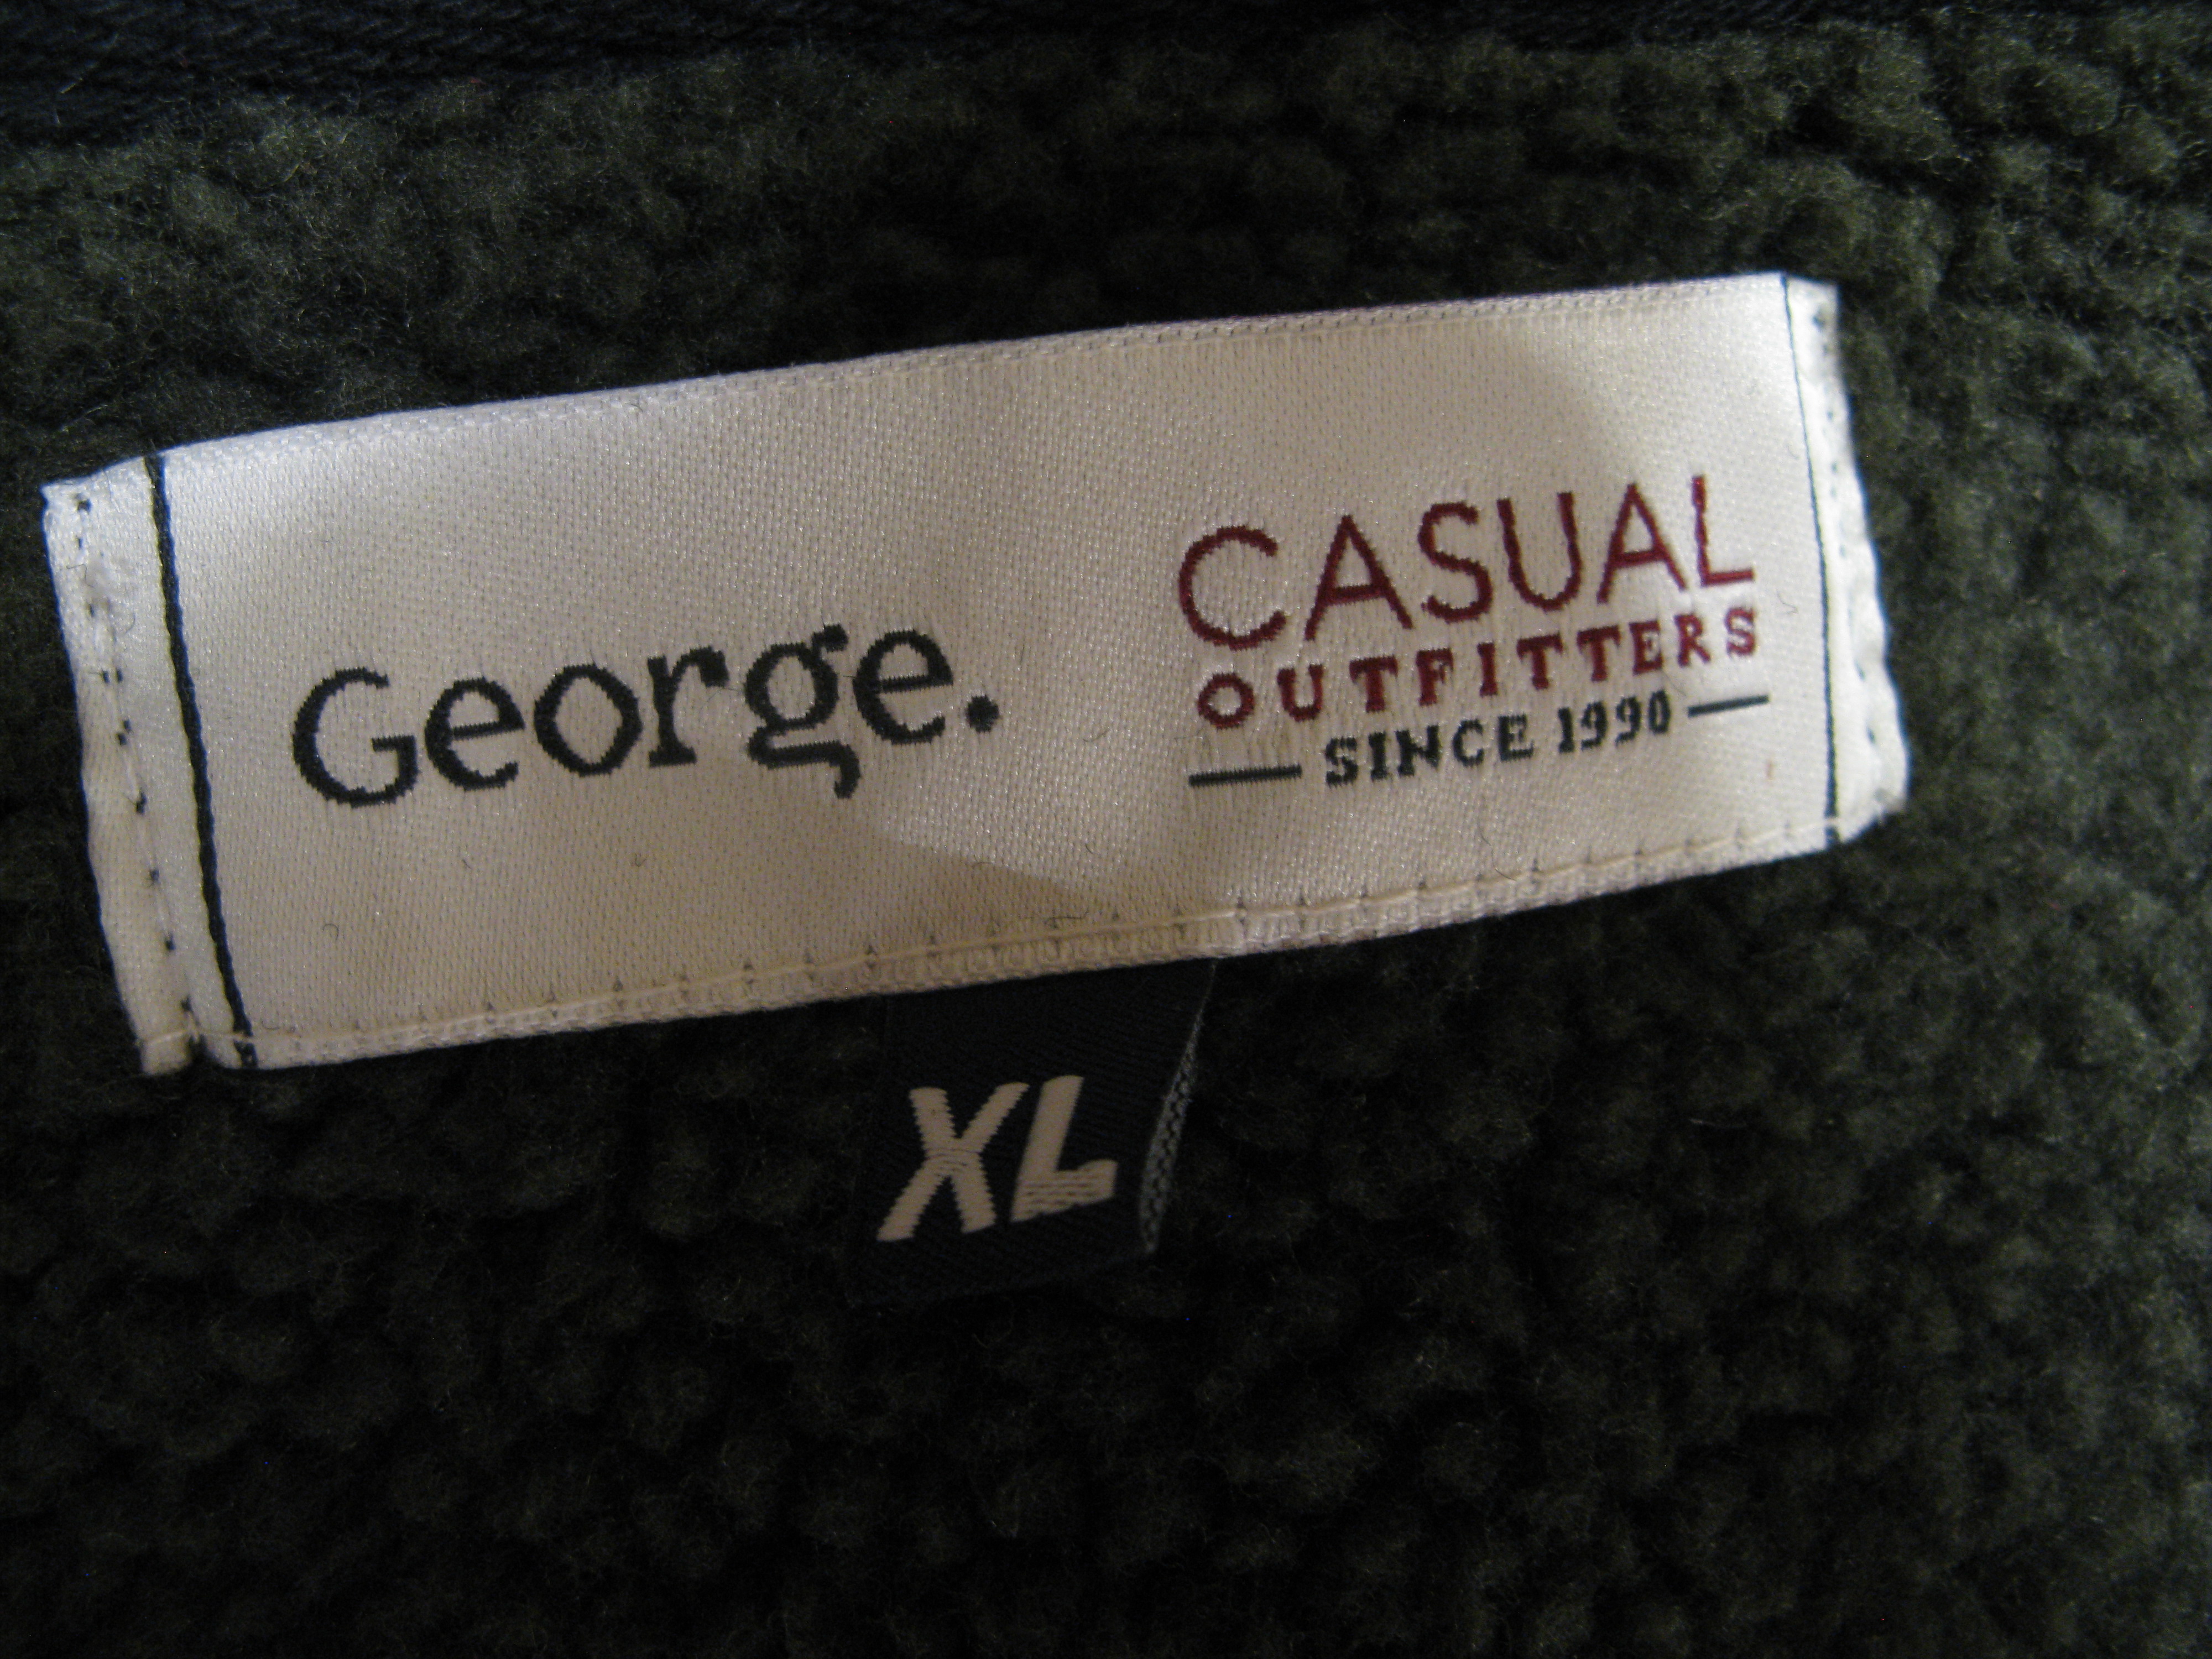 George.
CASUAL
OUTFITTERS
SINCE 1990
XL